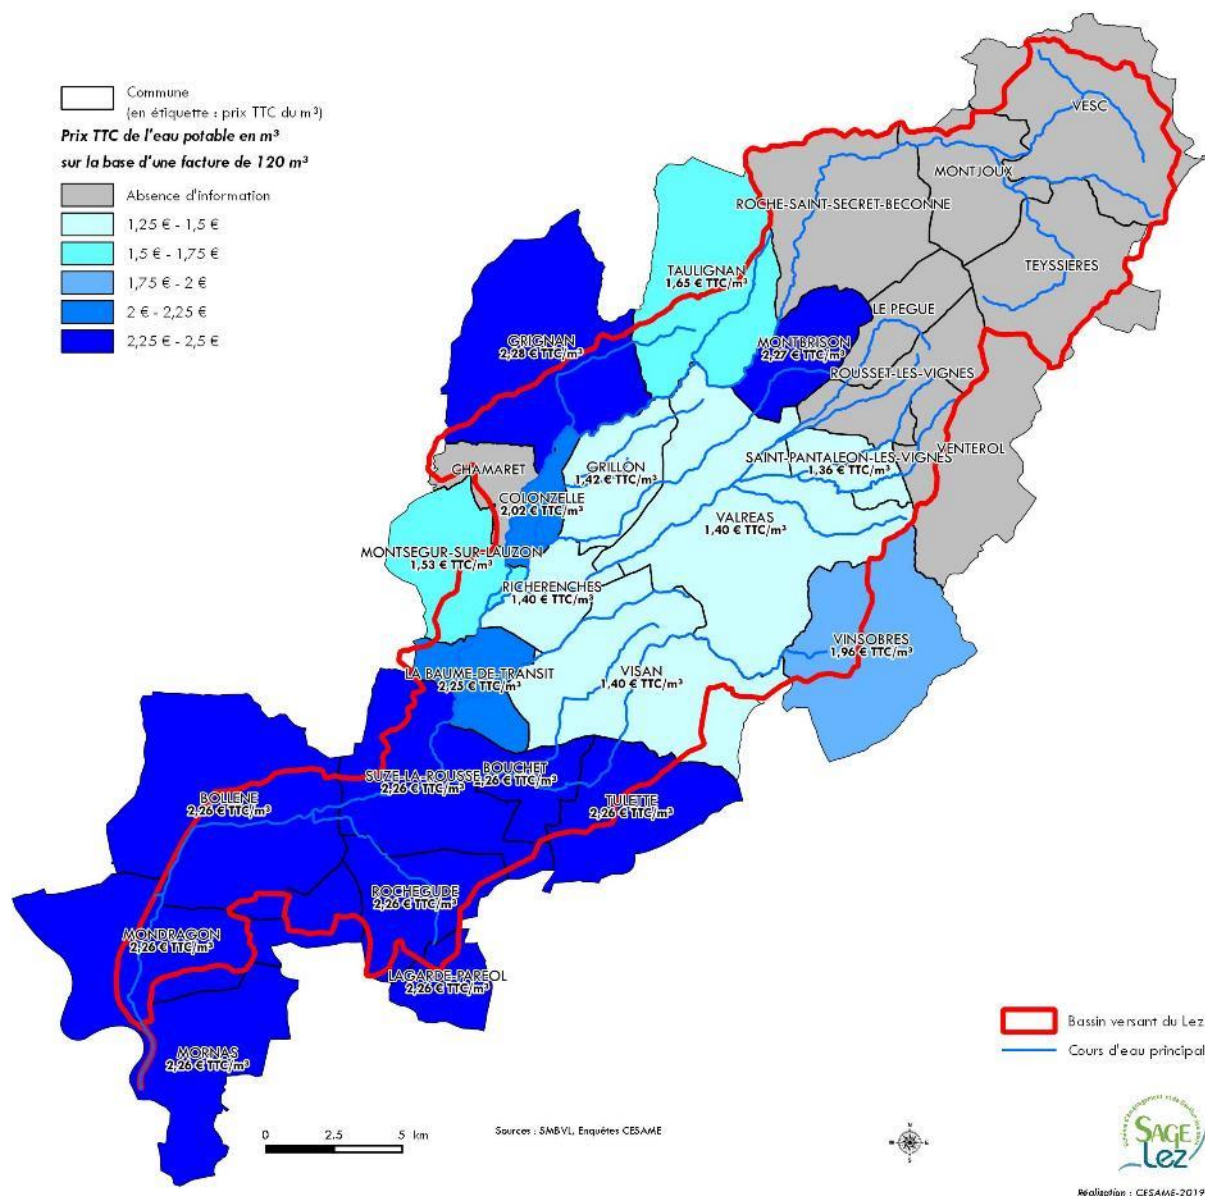 Commune
(en étiquette : prix TTC du m³)
Prix TTC de l'eau potable en m³
sur la base d'une facture de 120 m³
Absence d'information
1,25 € - 1,5 €
1,5 € - 1,75 €
1,75 € - 2 €
2 € - 2,25 €
2,25 € - 2,5 €
VESC
MONTJOUX
ROCHE-SAINT-SECRET-BECONNE
TEYSSIERES
TAULIGNAN
1,65 € TTC/m³
LE PEGUE
GRIGNAN
2,28 € TTC/m³
MONTBRISON
2,27 € TTC/m³
ROUSSET-LES-VIGNES
VENTEROL
SAINT-PANTALEON-LES-VIGNES
1,36 € TTC/m³
CHAMARET
GRILLON
1,42 € TTC/m³
COLONZELLE
2,02 € TTC/m³
VALREAS
1,40 € TTC/m³
MONTSEGUR-SUR-LAUZON
1,53 € TTC/m³
RICHERENCHES
1,40 € TTC/m³
VINSOBRES
1,96 € TTC/m³
LA BAUME-DE-TRANSIT
2,25 € TTC/m³
VISAN
1,40 € TTC/m³
BOUCHET
2,26 € TTC/m³
SUZE-LA-ROUSSE
2,26 € TTC/m³
BOLLENE
2,26 € TTC/m³
TULETTE
2,26 € TTC/m³
ROCHEGUDE
2,26 € TTC/m³
MONDRAGON
2,26 € TTC/m³
LAGARDE-PAREOL
2,26 € TTC/m³
MORNAS
2,26 € TTC/m³
Bassin versant du Lez
Cours d'eau principal
0 2.5 5 km
Sources : SMBVL, Enquêtes CESAME
N
SAGE
Lez
Réalisation : CESAME-2019